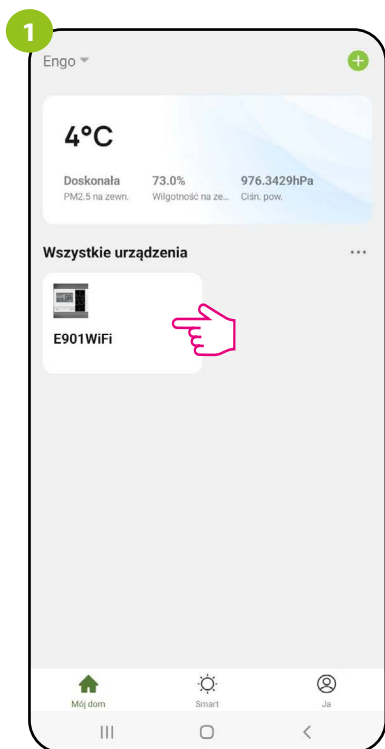 1
Engo
4°C
Doskonała 73.0% 976.3429hPa
PM2.5 na zewn. Wilgotność na ze... Ciśn. pow.
Wszystkie urządzenia
E901WiFi
Mój dom Smart Ja